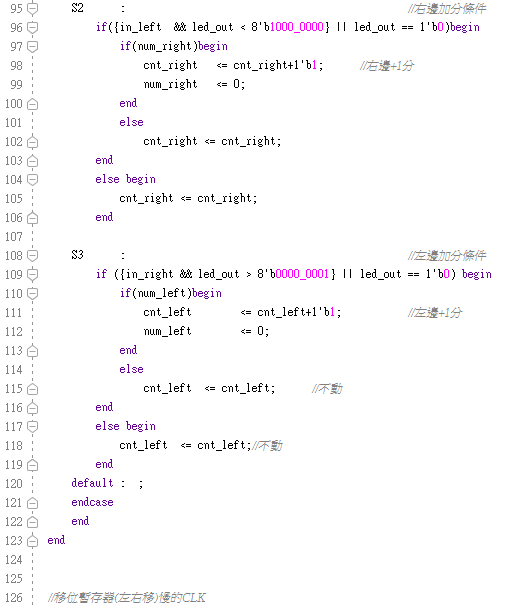 95 S2 : //右邊加分條件
96 if({in_left && led_out < 8'b1000_0000} || led_out == 1'b0)begin
97 if(num_right)begin
98 cnt_right <= cnt_right+1'b1; //右邊+1分
99 num_right <= 0;
100 end
101 else
102 cnt_right <= cnt_right;
103 end
104 else begin
105 cnt_right <= cnt_right;
106 end
107
108 S3 : //左邊加分條件
109 if ({in_right && led_out > 8'b0000_0001} || led_out == 1'b0) begin
110 if(num_left)begin
111 cnt_left <= cnt_left+1'b1; //左邊+1分
112 num_left <= 0;
113 end
114 else
115 cnt_left <= cnt_left; //不動
116 end
117 else begin
118 cnt_left <= cnt_left;//不動
119 end
120 default : ;
121 endcase
122 end
123 end
124
125
126 //移位暫存器(左右移)慢的CLK